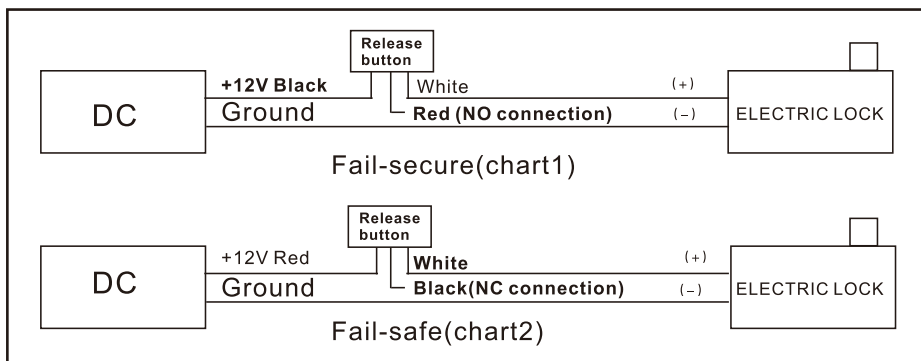 Release
button
+12V Black
White
(+)
DC
Ground
Red (NO connection)
(-)
ELECTRIC LOCK
Fail-secure(chart1)
Release
button
+12V Red
White
(+)
DC
Ground
Black(NC connection)
(-)
ELECTRIC LOCK
Fail-safe(chart2)